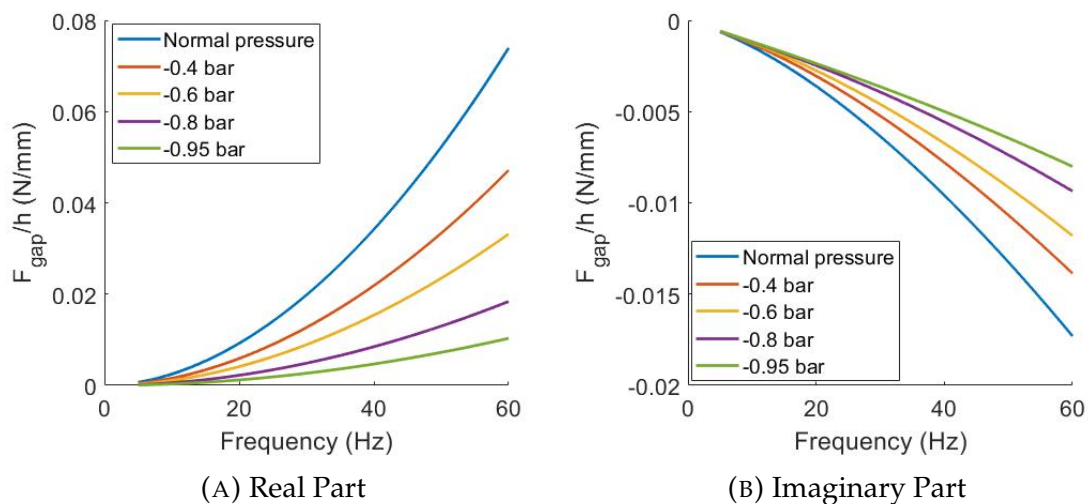 0.08
0.06
0.04
0.02
0
F_gap/h (N/mm)
Normal pressure
-0.4 bar
-0.6 bar
-0.8 bar
-0.95 bar
0 20 40 60
Frequency (Hz)
(A) Real Part
0
-0.005
-0.01
-0.015
-0.02
F_gap/h (N/mm)
Normal pressure
-0.4 bar
-0.6 bar
-0.8 bar
-0.95 bar
0 20 40 60
Frequency (Hz)
(B) Imaginary Part